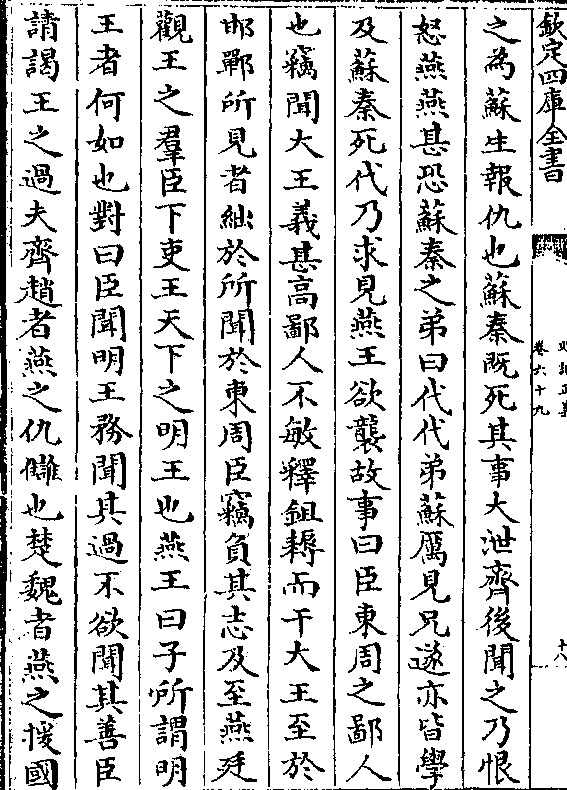 欽定四庫全書
史記正義
卷六十九
十八
之為蘇生報仇也蘇秦既死其事大泄齊後聞之乃恨
怒燕燕甚恐蘇秦之弟曰代代弟蘇厲見兄遂亦皆學
及蘇秦死代乃求見燕王欲襲故事曰臣東周之鄙人
也竊聞大王義甚高鄙人不敏釋鉏耨而干大王至於
邯鄲所見者絀於所聞於東周臣竊負其志及至燕廷
觀王之羣臣下吏王天下之明王也燕王曰子所謂明
王者何如也對曰臣聞明王務聞其過不欲聞其善臣
請謁王之過夫齊趙者燕之仇讎也楚魏者燕之援國